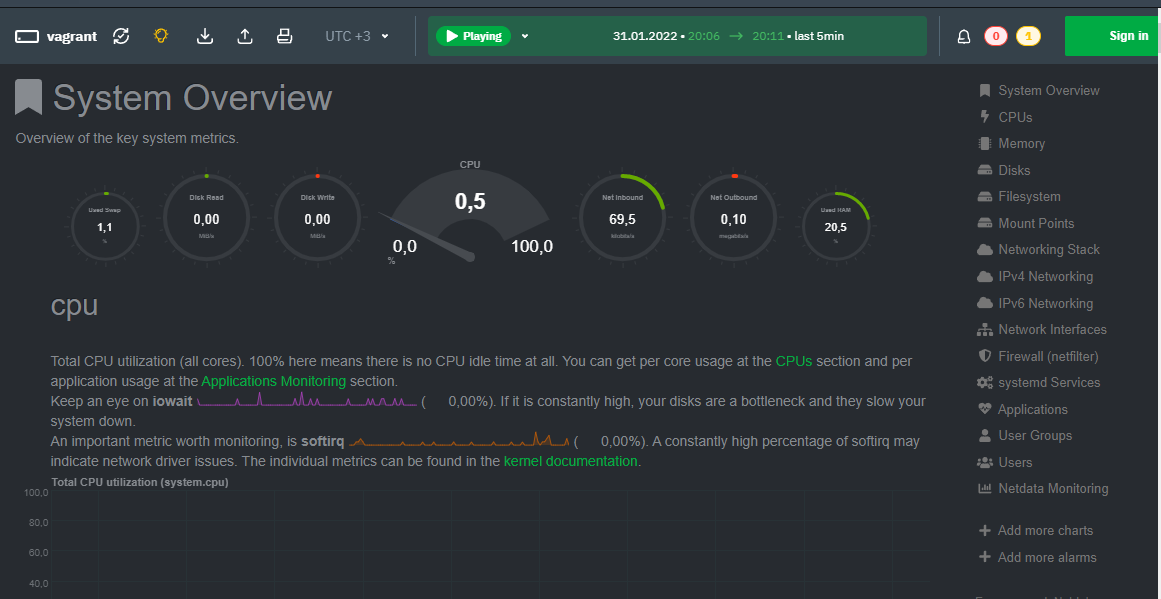 vagrant
UTC +3
Playing
31.01.2022 • 20:06 → 20:11 • last 5min
0
1
Sign in
System Overview
Overview of the key system metrics.
Used Swap
1,1
%
Disk Read
0,00
MiB/s
Disk Write
0,00
MiB/s
CPU
0,5
0,0
100,0
%
Net Inbound
69,5
kilobits/s
Net Outbound
0,10
megabits/s
Used RAM
20,5
%
cpu
Total CPU utilization (all cores). 100% here means there is no CPU idle time at all. You can get per core usage at the CPUs section and per
application usage at the Applications Monitoring section.
Keep an eye on iowait ( 0,00%). If it is constantly high, your disks are a bottleneck and they slow your
system down.
An important metric worth monitoring, is softirq ( 0,00%). A constantly high percentage of softirq may
indicate network driver issues. The individual metrics can be found in the kernel documentation.
Total CPU utilization (system.cpu)
100,0
80,0
60,0
40,0
System Overview
CPUs
Memory
Disks
Filesystem
Mount Points
Networking Stack
IPv4 Networking
IPv6 Networking
Network Interfaces
Firewall (netfilter)
systemd Services
Applications
User Groups
Users
Netdata Monitoring
Add more charts
Add more alarms